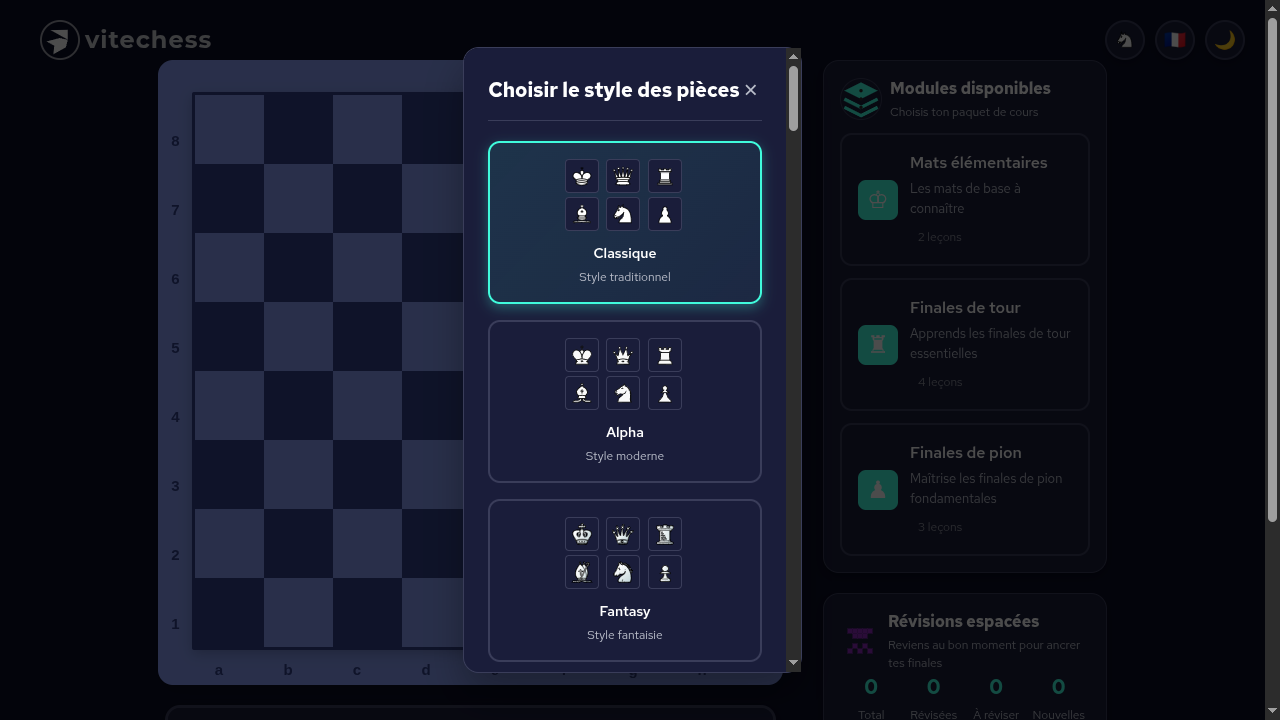 vitechess
Choisir le style des pièces
Classique
Style traditionnel
Alpha
Style moderne
Fantasy
Style fantaisie
8
7
6
5
4
3
2
1
a b c d
Modules disponibles
Choisis ton paquet de cours
Mats élémentaires
Les mats de base à
connaître
2 leçons
Finales de tour
Apprends les finales de tour
essentielles
4 leçons
Finales de pion
Maîtrise les finales de pion
fondamentales
3 leçons
Révisions espacées
Reviens au bon moment pour ancrer
tes finales
0 0 0 0
Total Révisées À réviser Nouvelles